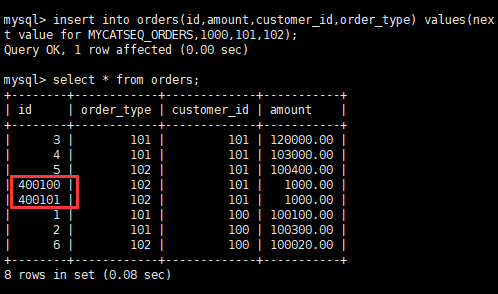 mysql> insert into orders(id,amount,customer_id,order_type) values(nex
t value for MYCATSEQ_ORDERS,1000,101,102);
Query OK, 1 row affected (0.00 sec)
mysql> select * from orders;
+--------+------------+-------------+-----------+
| id     | order_type | customer_id | amount    |
+--------+------------+-------------+-----------+
|      3 |        101 |         101 | 120000.00 |
|      4 |        101 |         101 | 103000.00 |
|      5 |        102 |         101 | 100400.00 |
| 400100 |        102 |         101 |   1000.00 |
| 400101 |        102 |         101 |   1000.00 |
|      1 |        101 |         100 | 100100.00 |
|      2 |        101 |         100 | 100300.00 |
|      6 |        102 |         100 | 100020.00 |
+--------+------------+-------------+-----------+
8 rows in set (0.08 sec)